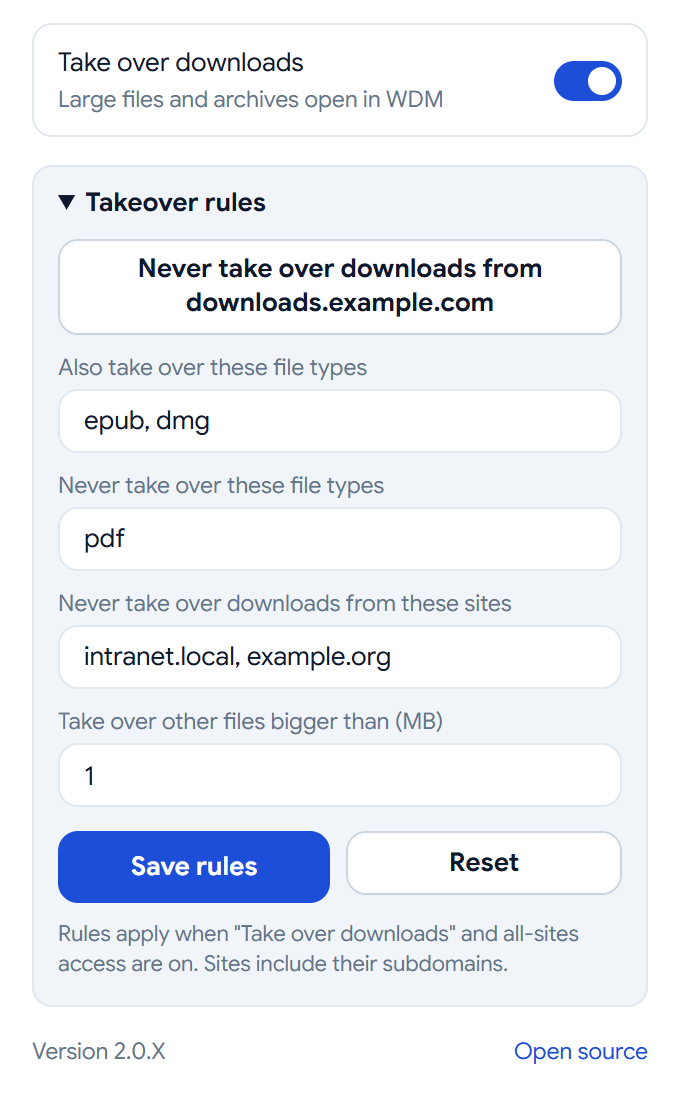 Take over downloads
Large files and archives open in WDM
Takeover rules
Never take over downloads from
downloads.example.com
Also take over these file types
epub, dmg
Never take over these file types
pdf
Never take over downloads from these sites
intranet.local, example.org
Take over other files bigger than (MB)
1
Save rules
Reset
Rules apply when "Take over downloads" and all-sites
access are on. Sites include their subdomains.
Version 2.0.X
Open source